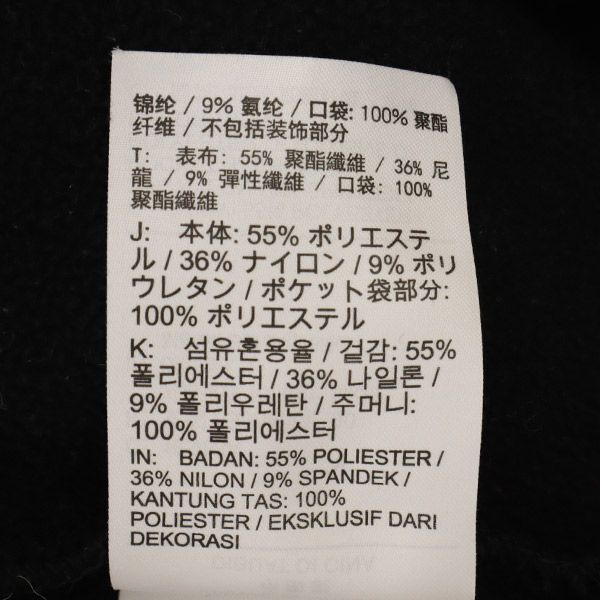 锦纶 / 9% 氨纶 / 口袋: 100% 聚酯
纤维 / 不包括装饰部分
T: 表布: 55% 聚酯纖維 / 36% 尼
龍 / 9% 彈性纖維 / 口袋: 100%
聚酯纖維
J: 本体: 55% ポリエステ
ル / 36% ナイロン / 9% ポリ
ウレタン / ポケット袋部分:
100% ポリエステル
K: 섬유혼용율 / 겉감: 55%
폴리에스터 / 36% 나일론 /
9% 폴리우레탄 / 주머니:
100% 폴리에스터
IN: BADAN: 55% POLIESTER /
36% NILON / 9% SPANDEK /
KANTUNG TAS: 100%
POLIESTER / EKSKLUSIF DARI
DEKORASI